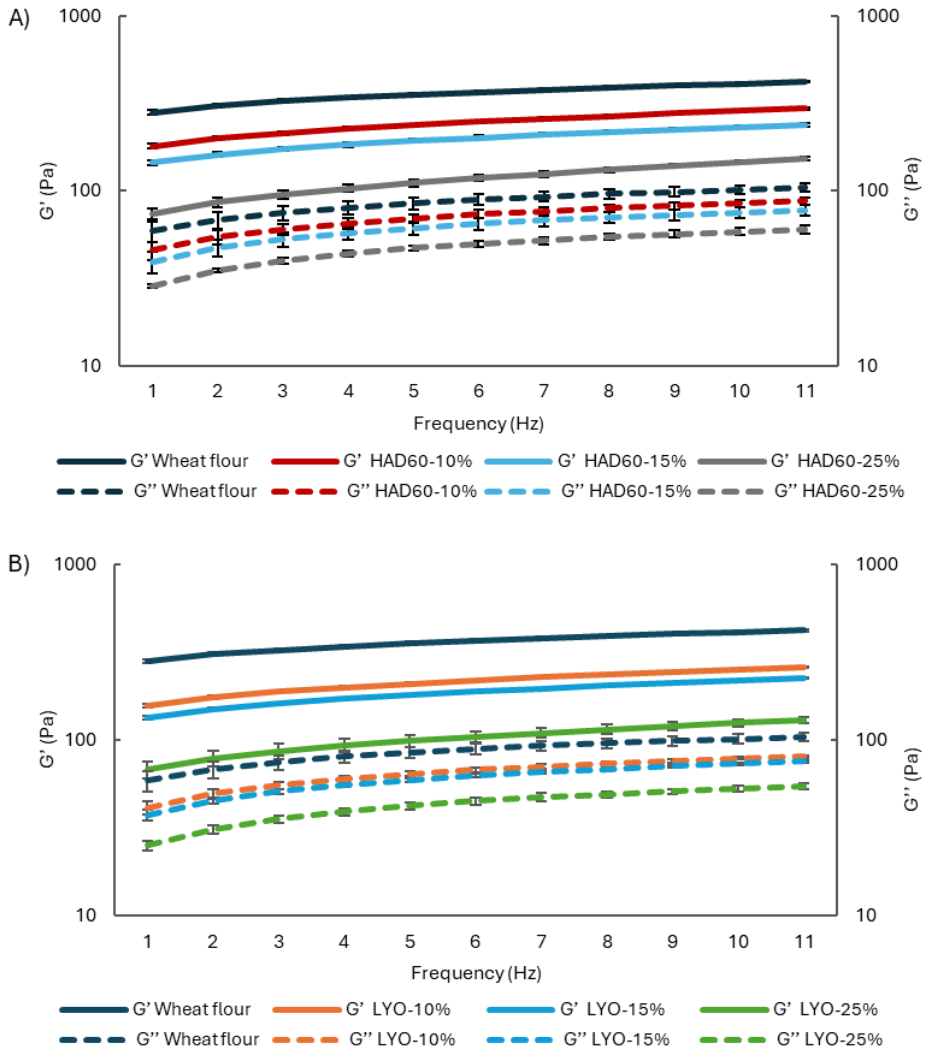 A)
1000
1000
100
100
G' (Pa)
G'' (Pa)
10
10
1 2 3 4 5 6 7 8 9 10 11
Frequency (Hz)
G' Wheat flour G' HAD60-10% G' HAD60-15% G' HAD60-25%
G'' Wheat flour G'' HAD60-10% G'' HAD60-15% G'' HAD60-25%
B)
1000
1000
100
100
G' (Pa)
G'' (Pa)
10
10
1 2 3 4 5 6 7 8 9 10 11
Frequency (Hz)
G' Wheat flour G' LYO-10% G' LYO-15% G' LYO-25%
G'' Wheat flour G'' LYO-10% G'' LYO-15% G'' LYO-25%